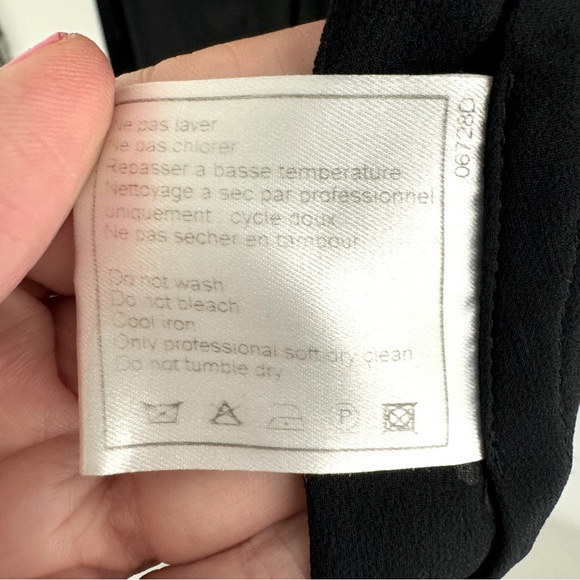 Ne pas laver
Ne pas chlorer
Repasser a basse temperature
Nettoyage a sec par professionnel
uniquement : cycle doux
Ne pas secher en tambour
Do not wash
Do not bleach
Cool iron
Only professional soft dry clean
Do not tumble dry
P
06728D